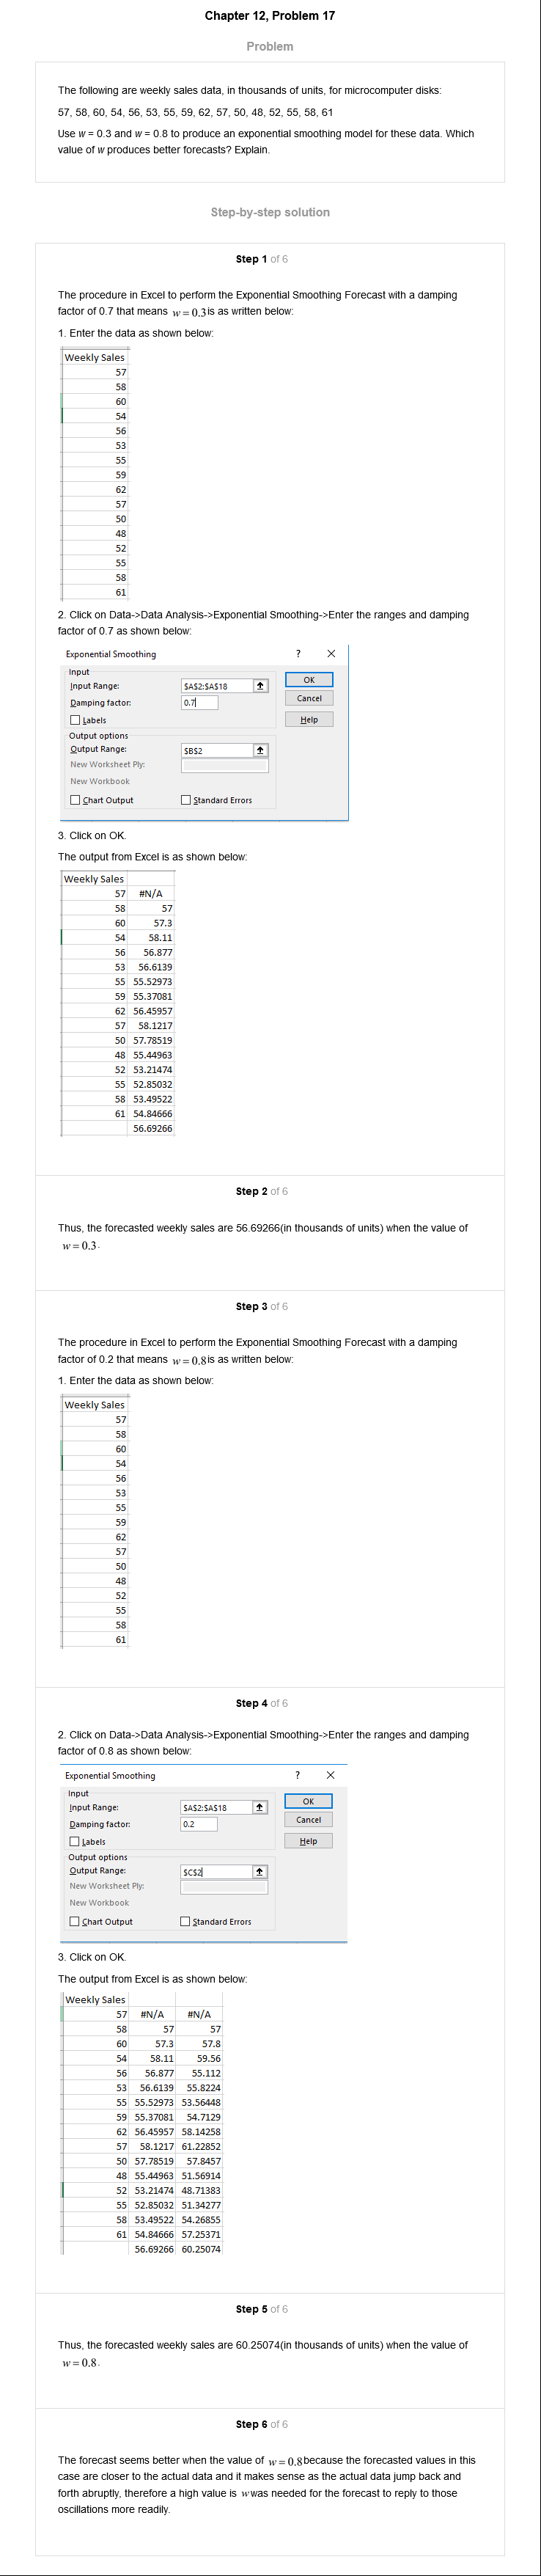 Chapter 12, Problem 17
Problem
The following are weekly sales data, in thousands of units, for microcomputer disks:
57, 58, 60, 54, 56, 53, 55, 59, 62, 57, 50, 48, 52, 55, 58, 61
Use w = 0.3 and w = 0.8 to produce an exponential smoothing model for these data. Which
value of w produces better forecasts? Explain.
Step-by-step solution
Step 1 of 6
The procedure in Excel to perform the Exponential Smoothing Forecast with a damping
factor of 0.7 that means w = 0.3 is as written below:
1. Enter the data as shown below:
Weekly Sales
57
58
60
54
56
53
55
59
62
57
50
48
52
55
58
61
2. Click on Data->Data Analysis->Exponential Smoothing->Enter the ranges and damping
factor of 0.7 as shown below:
Exponential Smoothing ? ×
Input
Input Range: $A$2:$A$18 OK
Damping factor: 0.7 Cancel
Labels Help
Output options
Output Range: $B$2
New Worksheet Ply:
New Workbook
Chart Output Standard Errors
3. Click on OK.
The output from Excel is as shown below:
Weekly Sales
57 #N/A
58 57
60 57.3
54 58.11
56 56.877
53 56.6139
55 55.52973
59 55.37081
62 56.45957
57 58.1217
50 57.78519
48 55.44963
52 53.21474
55 52.85032
58 53.49522
61 54.84666
56.69266
Step 2 of 6
Thus, the forecasted weekly sales are 56.69266(in thousands of units) when the value of
w = 0.3.
Step 3 of 6
The procedure in Excel to perform the Exponential Smoothing Forecast with a damping
factor of 0.2 that means w = 0.8 is as written below:
1. Enter the data as shown below:
Weekly Sales
57
58
60
54
56
53
55
59
62
57
50
48
52
55
58
61
Step 4 of 6
2. Click on Data->Data Analysis->Exponential Smoothing->Enter the ranges and damping
factor of 0.8 as shown below:
Exponential Smoothing ? ×
Input
Input Range: $A$2:$A$18 OK
Damping factor: 0.2 Cancel
Labels Help
Output options
Output Range: $C$2
New Worksheet Ply:
New Workbook
Chart Output Standard Errors
3. Click on OK.
The output from Excel is as shown below:
Weekly Sales
57 #N/A #N/A
58 57 57
60 57.3 57.8
54 58.11 59.56
56 56.877 55.112
53 56.6139 55.8224
55 55.52973 53.56448
59 55.37081 54.7129
62 56.45957 58.14258
57 58.1217 61.22852
50 57.78519 57.8457
48 55.44963 51.56914
52 53.21474 48.71383
55 52.85032 51.34277
58 53.49522 54.26855
61 54.84666 57.25371
56.69266 60.25074
Step 5 of 6
Thus, the forecasted weekly sales are 60.25074(in thousands of units) when the value of
w = 0.8.
Step 6 of 6
The forecast seems better when the value of w = 0.8 because the forecasted values in this
case are closer to the actual data and it makes sense as the actual data jump back and
forth abruptly, therefore a high value is w was needed for the forecast to reply to those
oscillations more readily.